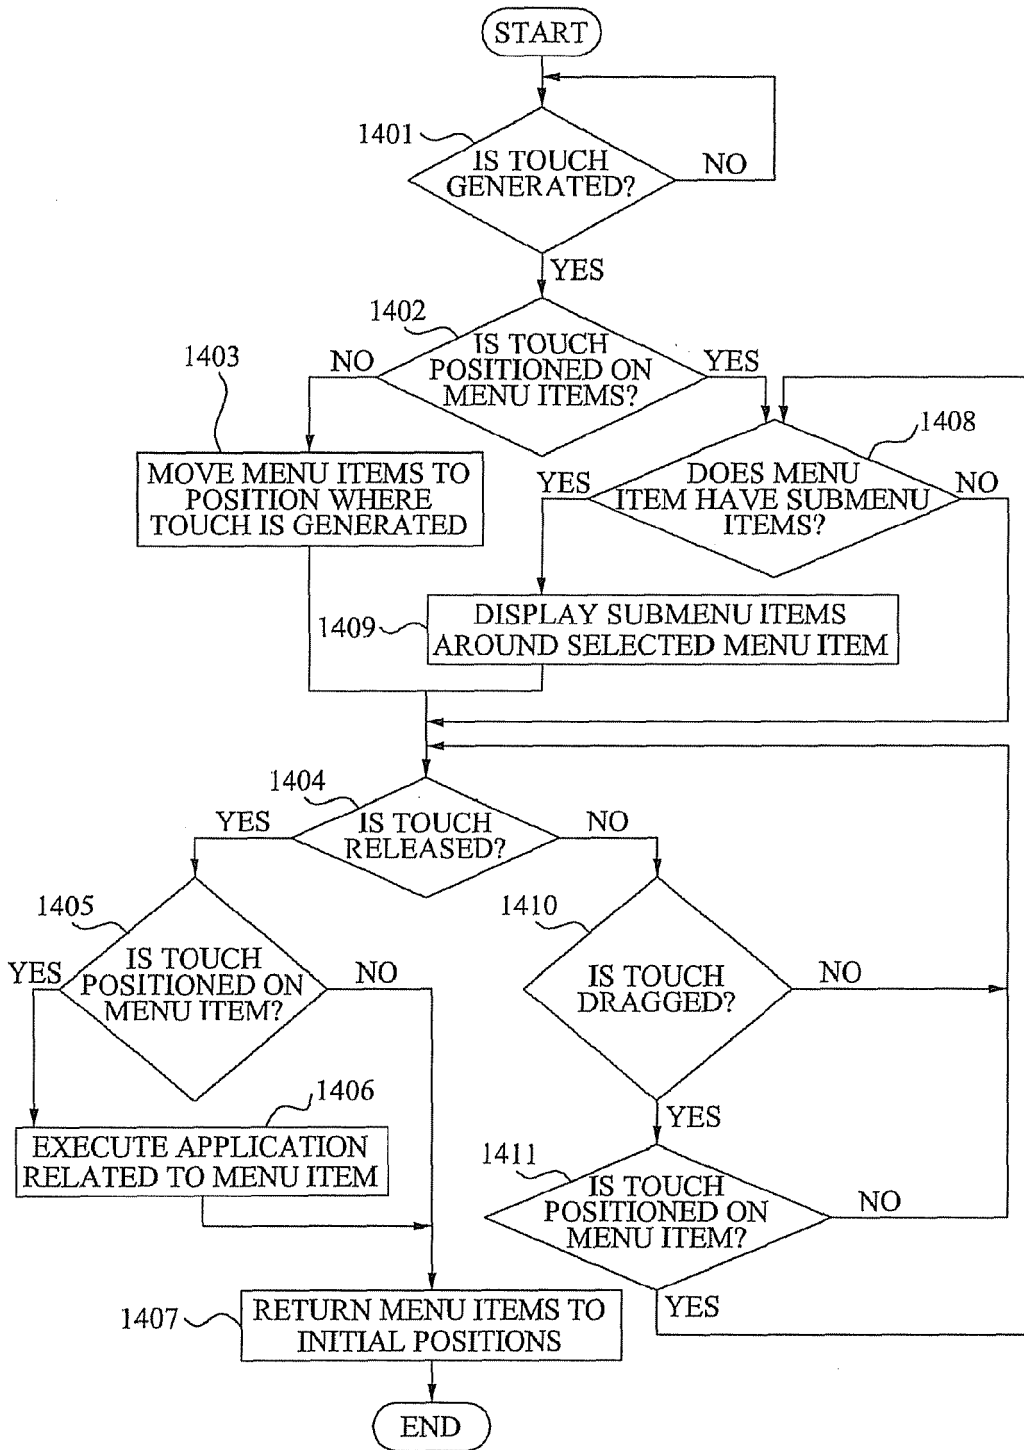 START
1401
IS TOUCH
GENERATED?
NO
YES
1402
IS TOUCH
POSITIONED ON
MENU ITEMS?
NO
YES
1403
MOVE MENU ITEMS TO
POSITION WHERE
TOUCH IS GENERATED
1408
DOES MENU
ITEM HAVE SUBMENU
ITEMS?
YES
NO
1409
DISPLAY SUBMENU ITEMS
AROUND SELECTED MENU ITEM
1404
IS TOUCH
RELEASED?
YES
NO
1405
IS TOUCH
POSITIONED ON
MENU ITEM?
YES
NO
1410
IS TOUCH
DRAGGED?
NO
YES
1406
EXECUTE APPLICATION
RELATED TO MENU ITEM
1411
IS TOUCH
POSITIONED ON
MENU ITEM?
NO
YES
1407
RETURN MENU ITEMS TO
INITIAL POSITIONS
END